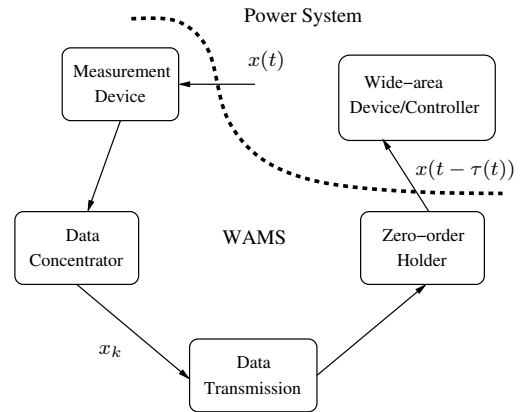 Power System
x(t)
Measurement
Device
Wide-area
Device/Controller
x(t − τ(t))
Data
Concentrator
WAMS
Zero-order
Holder
x_k
Data
Transmission